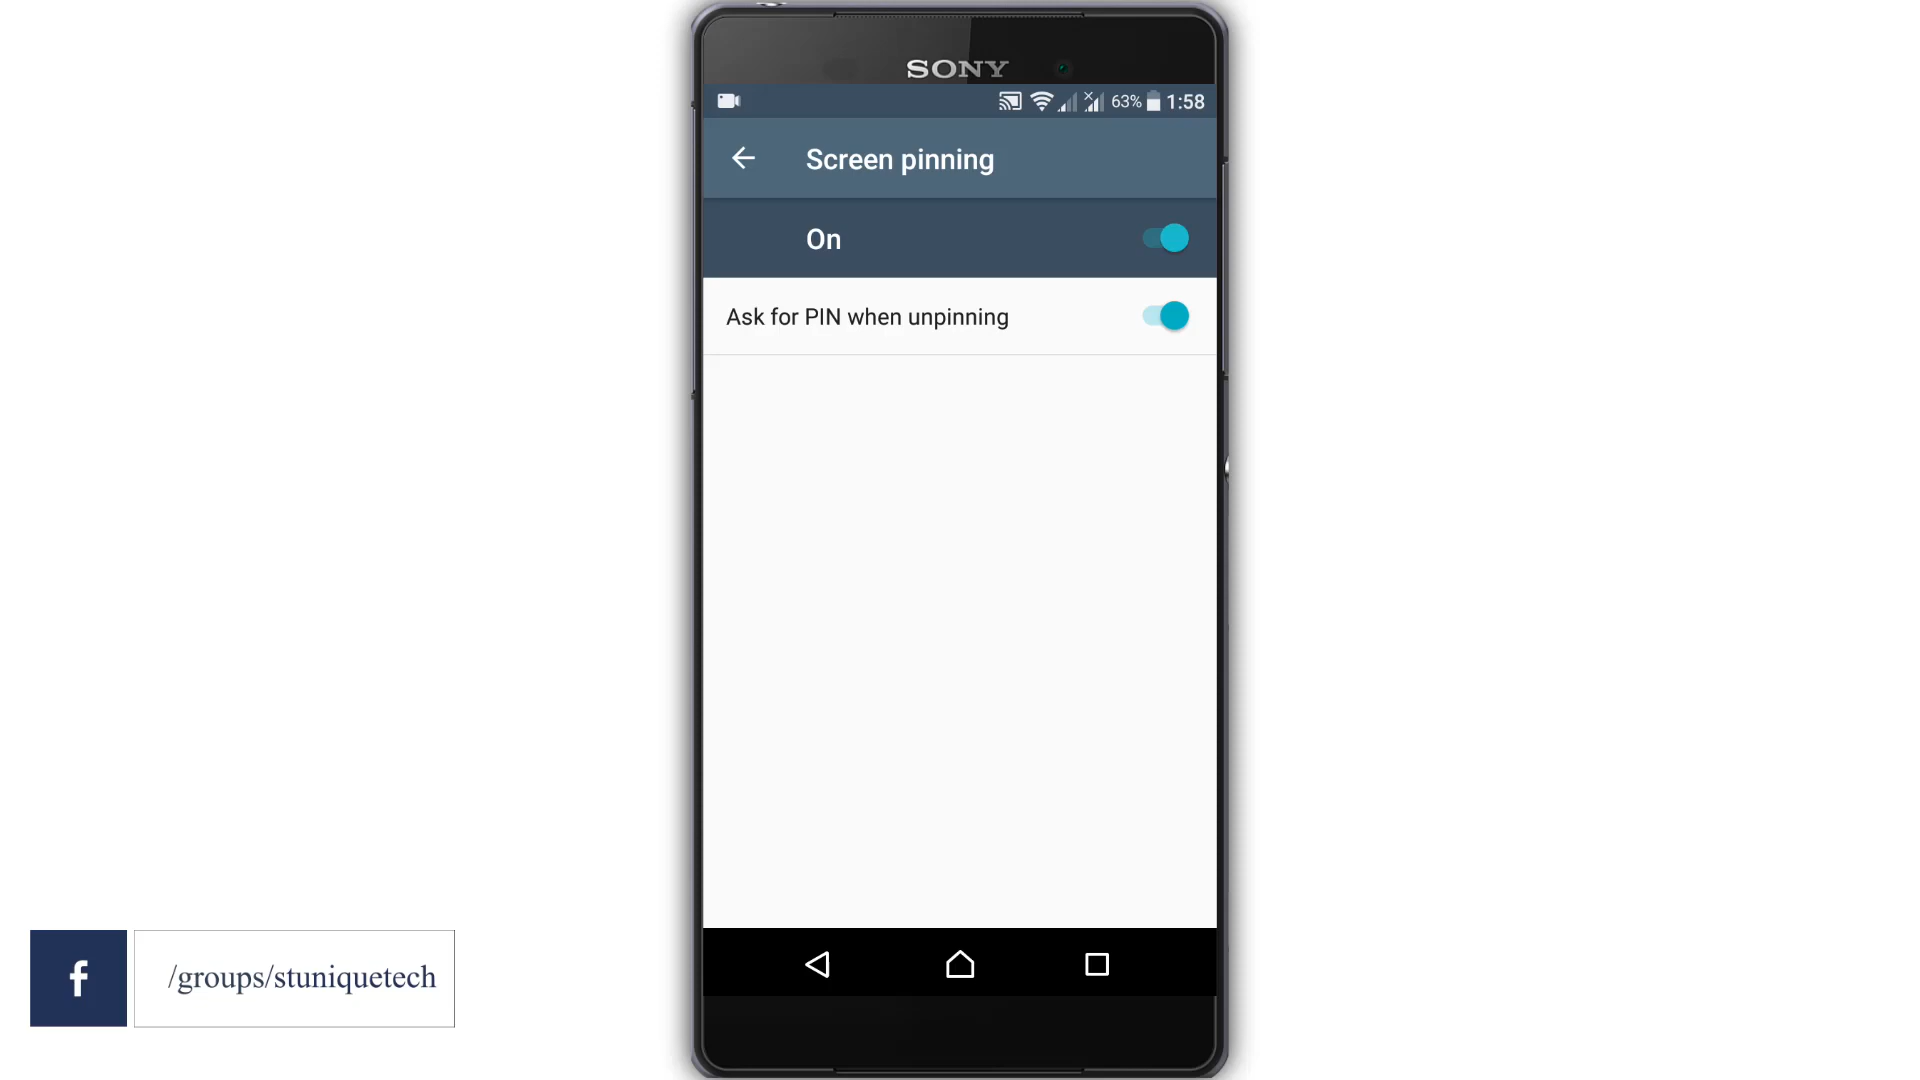 SONY
63% 1:58
Screen pinning
On
Ask for PIN when unpinning
f /groups/stuniquetech